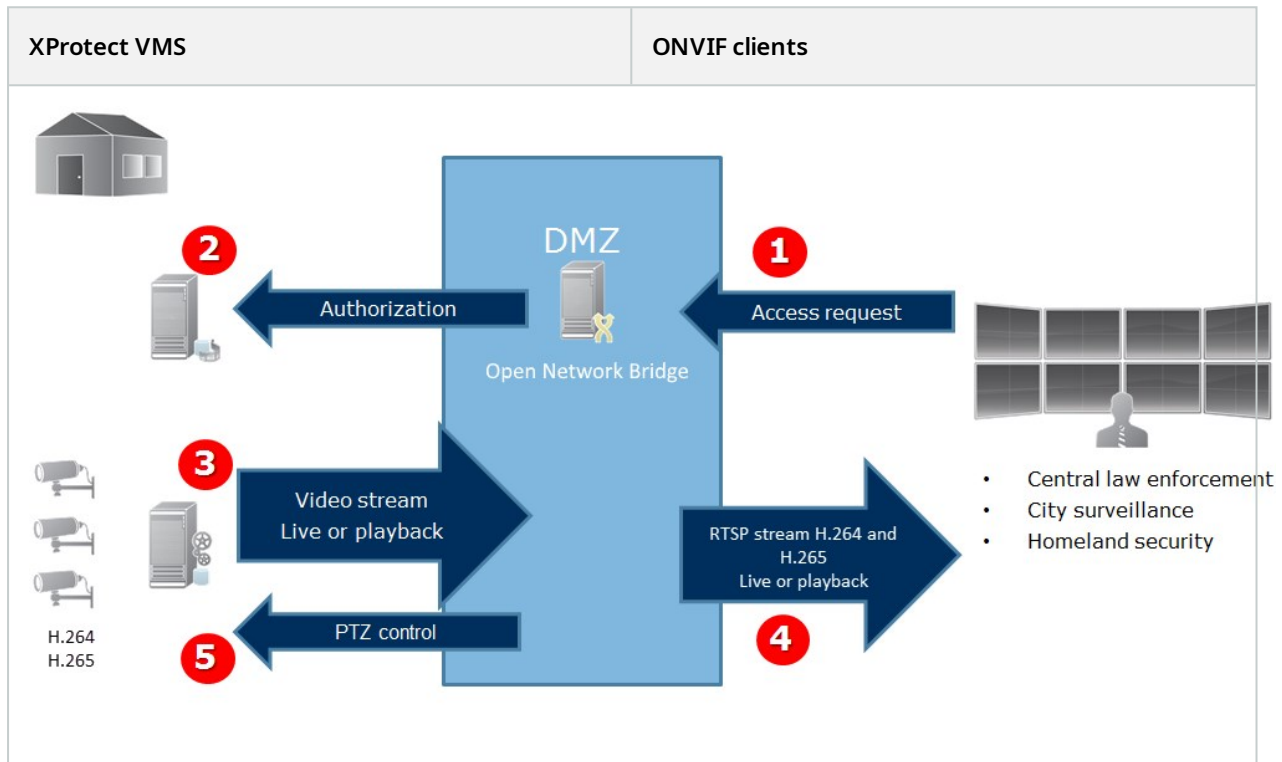 XProtect VMS
ONVIF clients
DMZ
2
1
Authorization
Access request
Open Network Bridge
3
Video stream
Live or playback
RTSP stream H.264 and
H.265
Live or playback
• Central law enforcement
• City surveillance
• Homeland security
PTZ control
4
5
H.264
H.265